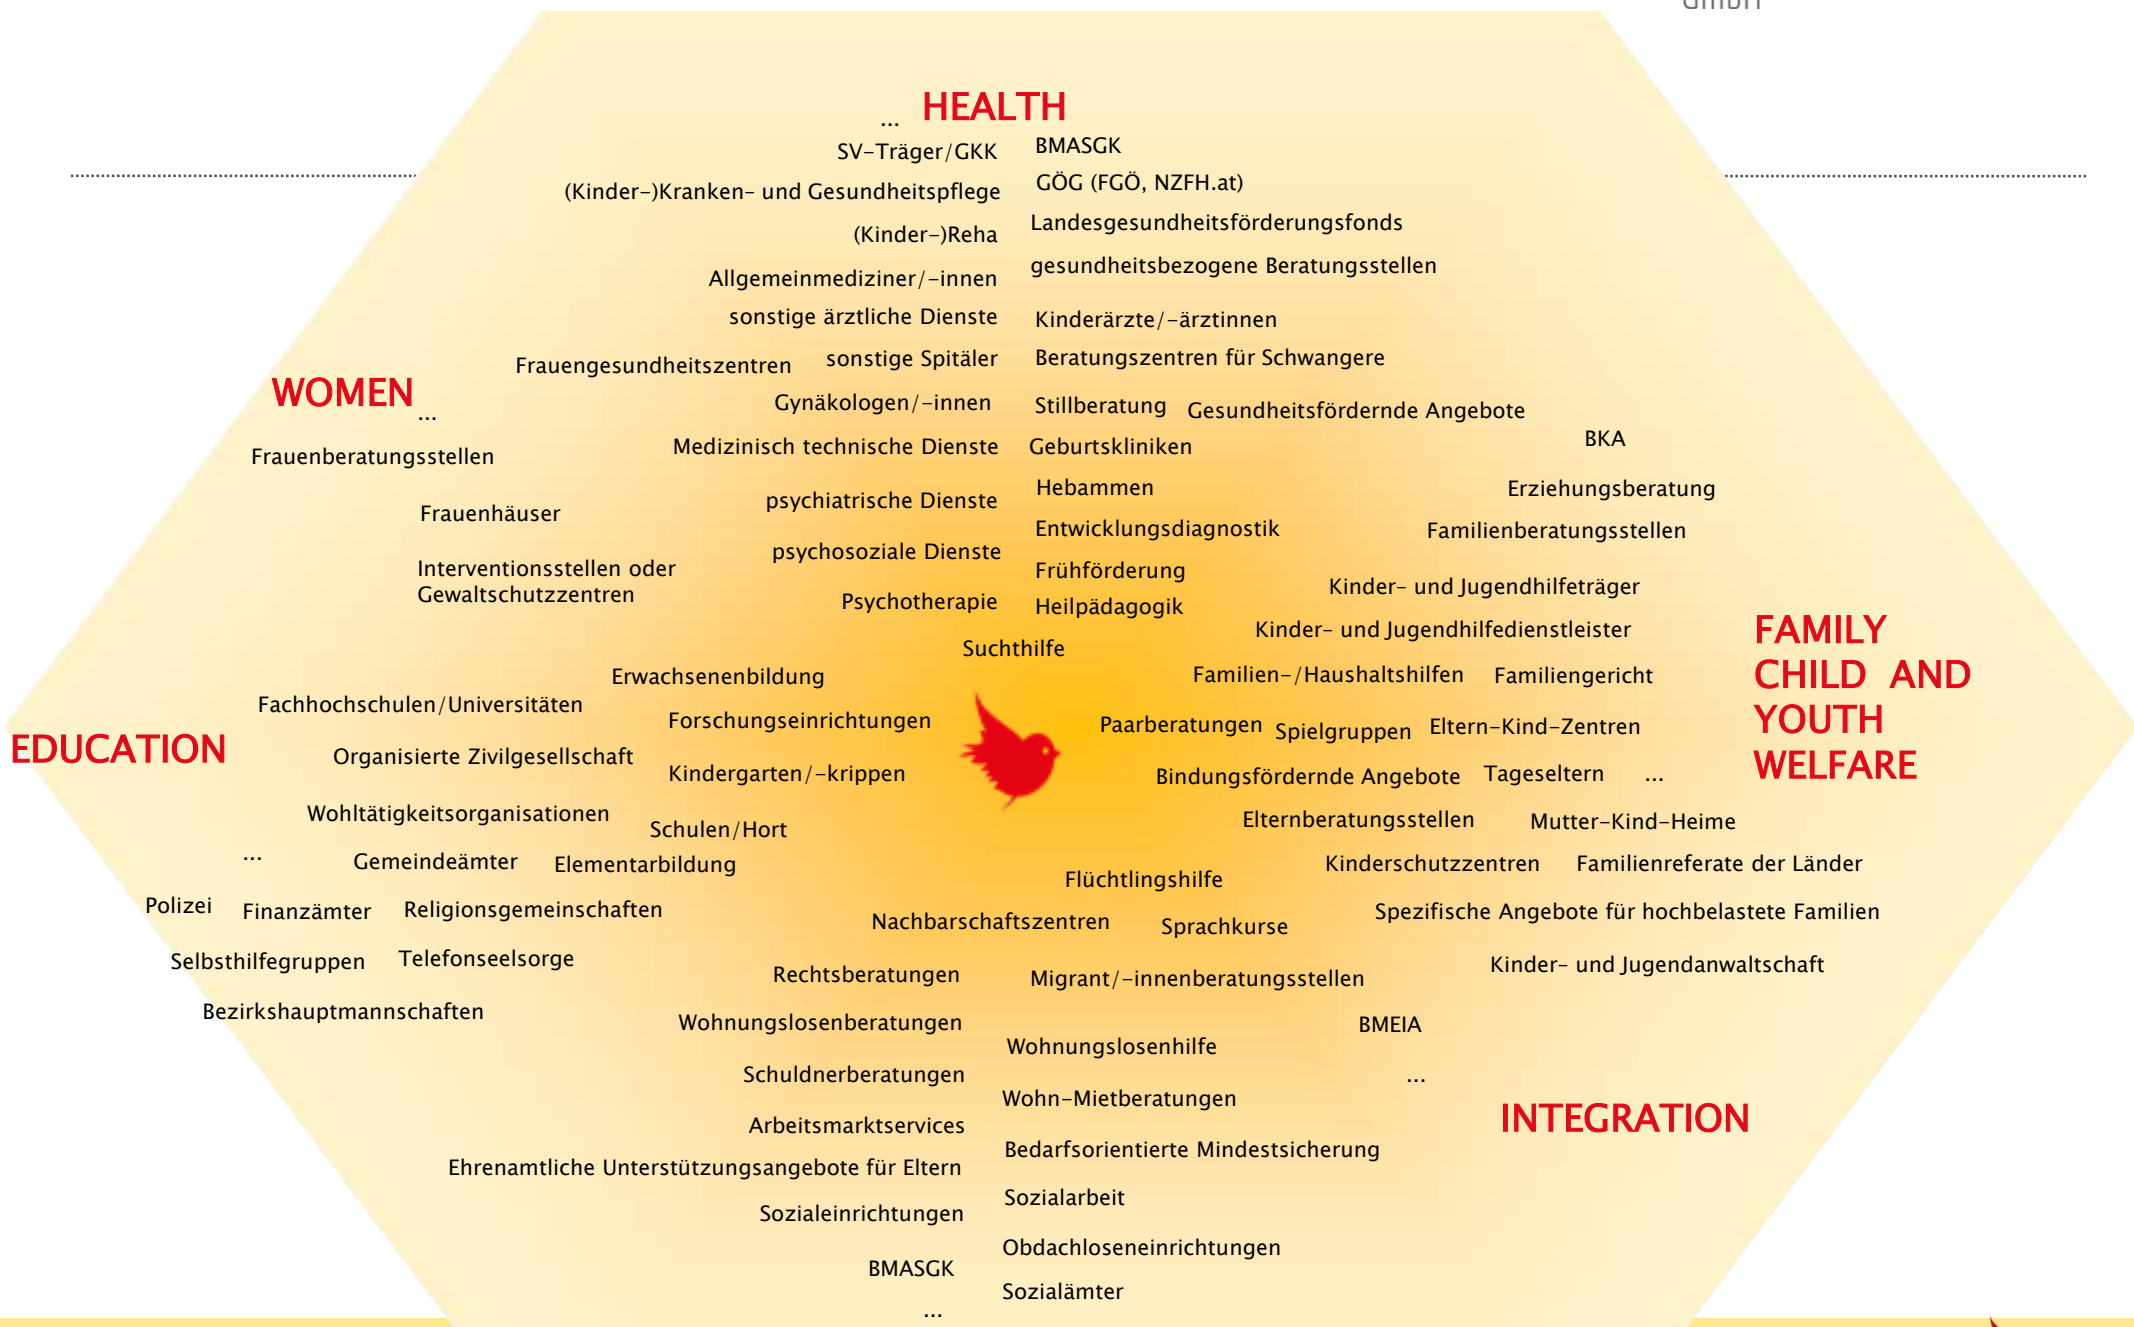 GmbH
HEALTH
...
SV-Träger/GKK
BMASGK
(Kinder-)Kranken- und Gesundheitspflege
GÖG (FGÖ, NZFH.at)
(Kinder-)Reha
Landesgesundheitsförderungsfonds
Allgemeinmediziner/-innen
gesundheitsbezogene Beratungsstellen
sonstige ärztliche Dienste
Kinderärzte/-ärztinnen
Frauengesundheitszentren
sonstige Spitäler
Beratungszentren für Schwangere
WOMEN
...
Gynäkologen/-innen
Stillberatung
Gesundheitsfördernde Angebote
Frauenberatungsstellen
Medizinisch technische Dienste
Geburtskliniken
BKA
psychiatrische Dienste
Hebammen
Erziehungsberatung
Frauenhäuser
Entwicklungsdiagnostik
Familienberatungsstellen
Interventionsstellen oder
Gewaltschutzzentren
psychosoziale Dienste
Frühförderung
Kinder- und Jugendhilfeträger
Psychotherapie
Heilpädagogik
Kinder- und Jugendhilfedienstleister
FAMILY
CHILD AND
YOUTH
WELFARE
Suchthilfe
Erwachsenenbildung
Familien-/Haushaltshilfen
Familiengericht
Fachhochschulen/Universitäten
Forschungseinrichtungen
Paarberatungen
Spielgruppen
Eltern-Kind-Zentren
EDUCATION
Organisierte Zivilgesellschaft
Kindergarten/-krippen
Bindungsfördernde Angebote
Tageseltern
...
Wohltätigkeitsorganisationen
Schulen/Hort
Elternberatungsstellen
Mutter-Kind-Heime
...
Gemeindeämter
Elementarbildung
Kinderschutzzentren
Familienreferate der Länder
Flüchtlingshilfe
Polizei
Finanzämter
Religionsgemeinschaften
Nachbarschaftszentren
Sprachkurse
Spezifische Angebote für hochbelastete Familien
Selbsthilfegruppen
Telefonseelsorge
Rechtsberatungen
Migrant/-innenberatungsstellen
Kinder- und Jugendanwaltschaft
Bezirkshauptmannschaften
Wohnungslosenberatungen
BMEIA
Wohnungslosenhilfe
Schuldnerberatungen
...
Wohn-Mietberatungen
INTEGRATION
Arbeitsmarktservices
Bedarfsorientierte Mindestsicherung
Ehrenamtliche Unterstützungsangebote für Eltern
Sozialarbeit
Sozialeinrichtungen
Obdachloseneinrichtungen
BMASGK
Sozialämter
...